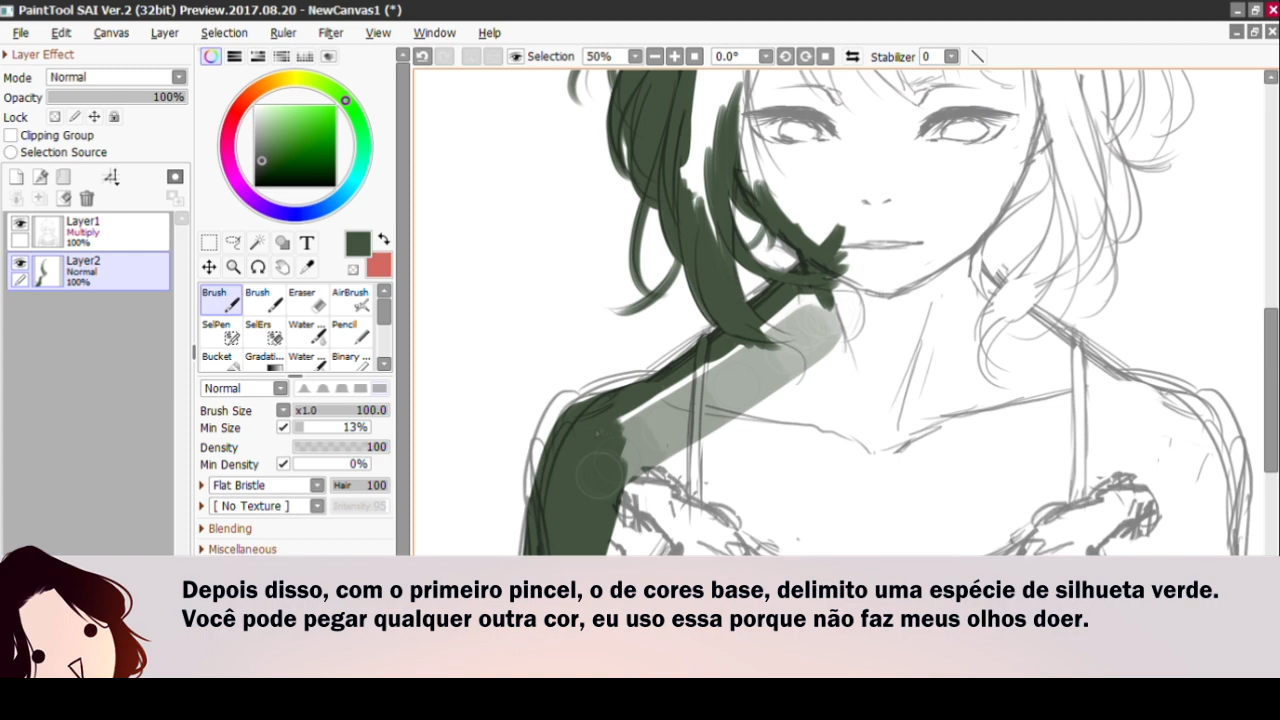 PaintTool SAI Ver.2 (32bit) Preview.2017.08.20 - NewCanvas1 (*)
File Edit Canvas Layer Selection Ruler Filter View Window Help
Layer Effect
Mode Normal
Opacity 100%
Lock
Clipping Group
Selection Source
Layer1
Multiply
100%
Layer2
Normal
100%
Selection 50% 0.0° Stabilizer 0
T
Brush Brush Eraser AirBrush
SelPen SelErs Water ... Pencil
Bucket Gradati... Water ... Binary ...
Normal
Brush Size x1.0 100.0
Min Size 13%
Density 100
Min Density 0%
Flat Bristle Hair 100
[ No Texture ] Intensity 95
Blending
Miscellaneous
Depois disso, com o primeiro pincel, o de cores base, delimito uma espécie de silhueta verde.
Você pode pegar qualquer outra cor, eu uso essa porque não faz meus olhos doer.